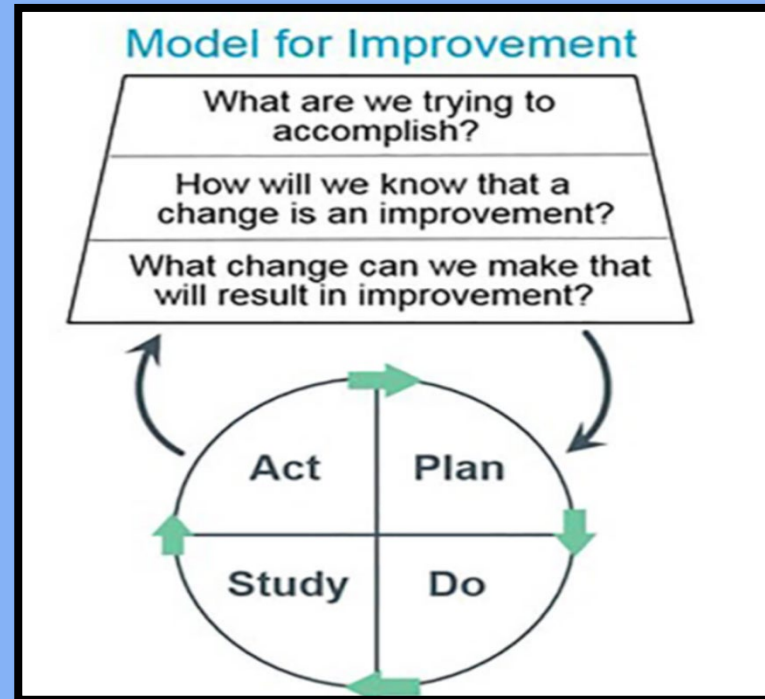 Model for Improvement
What are we trying to
accomplish?
How will we know that a
change is an improvement?
What change can we make that
will result in improvement?
Act
Plan
Study
Do